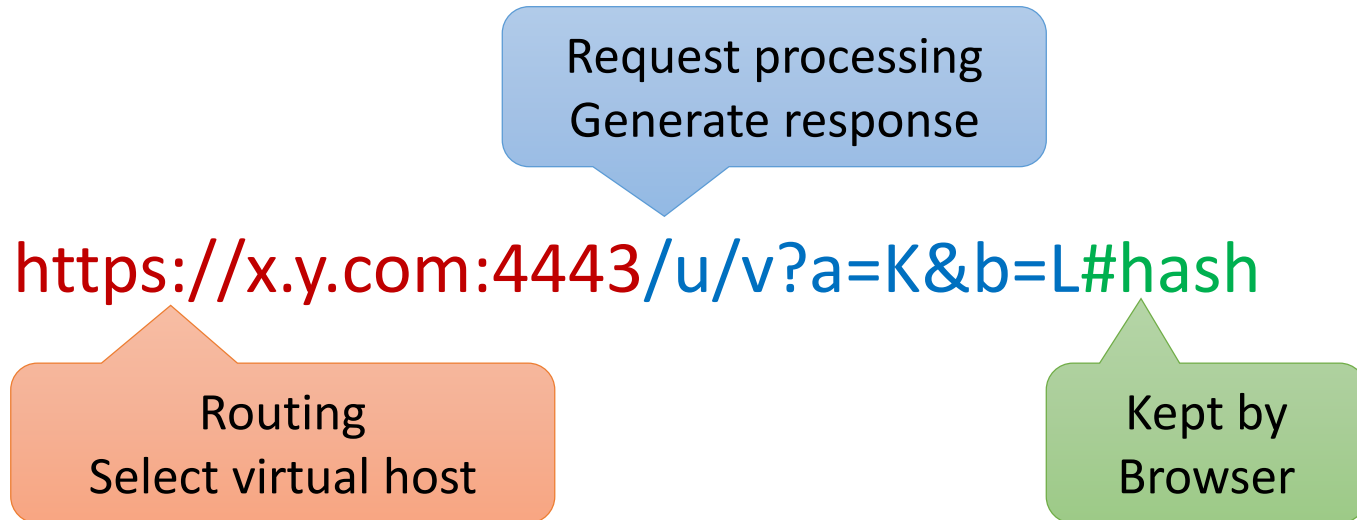 Request processing
Generate response
https://x.y.com:4443/u/v?a=K&b=L#hash
Routing
Select virtual host
Kept by
Browser